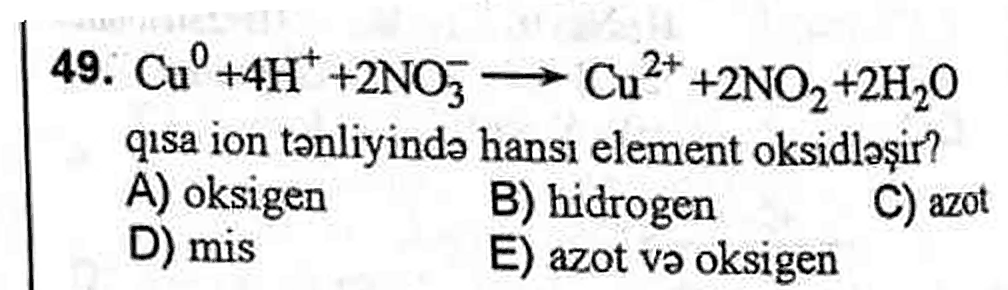 49. Cu⁰+4H⁺+2NO₃⁻ ⟶ Cu²⁺+2NO₂+2H₂O
qısa ion tənliyində hansı element oksidləşir?
A) oksigen B) hidrogen C) azot
D) mis E) azot və oksigen